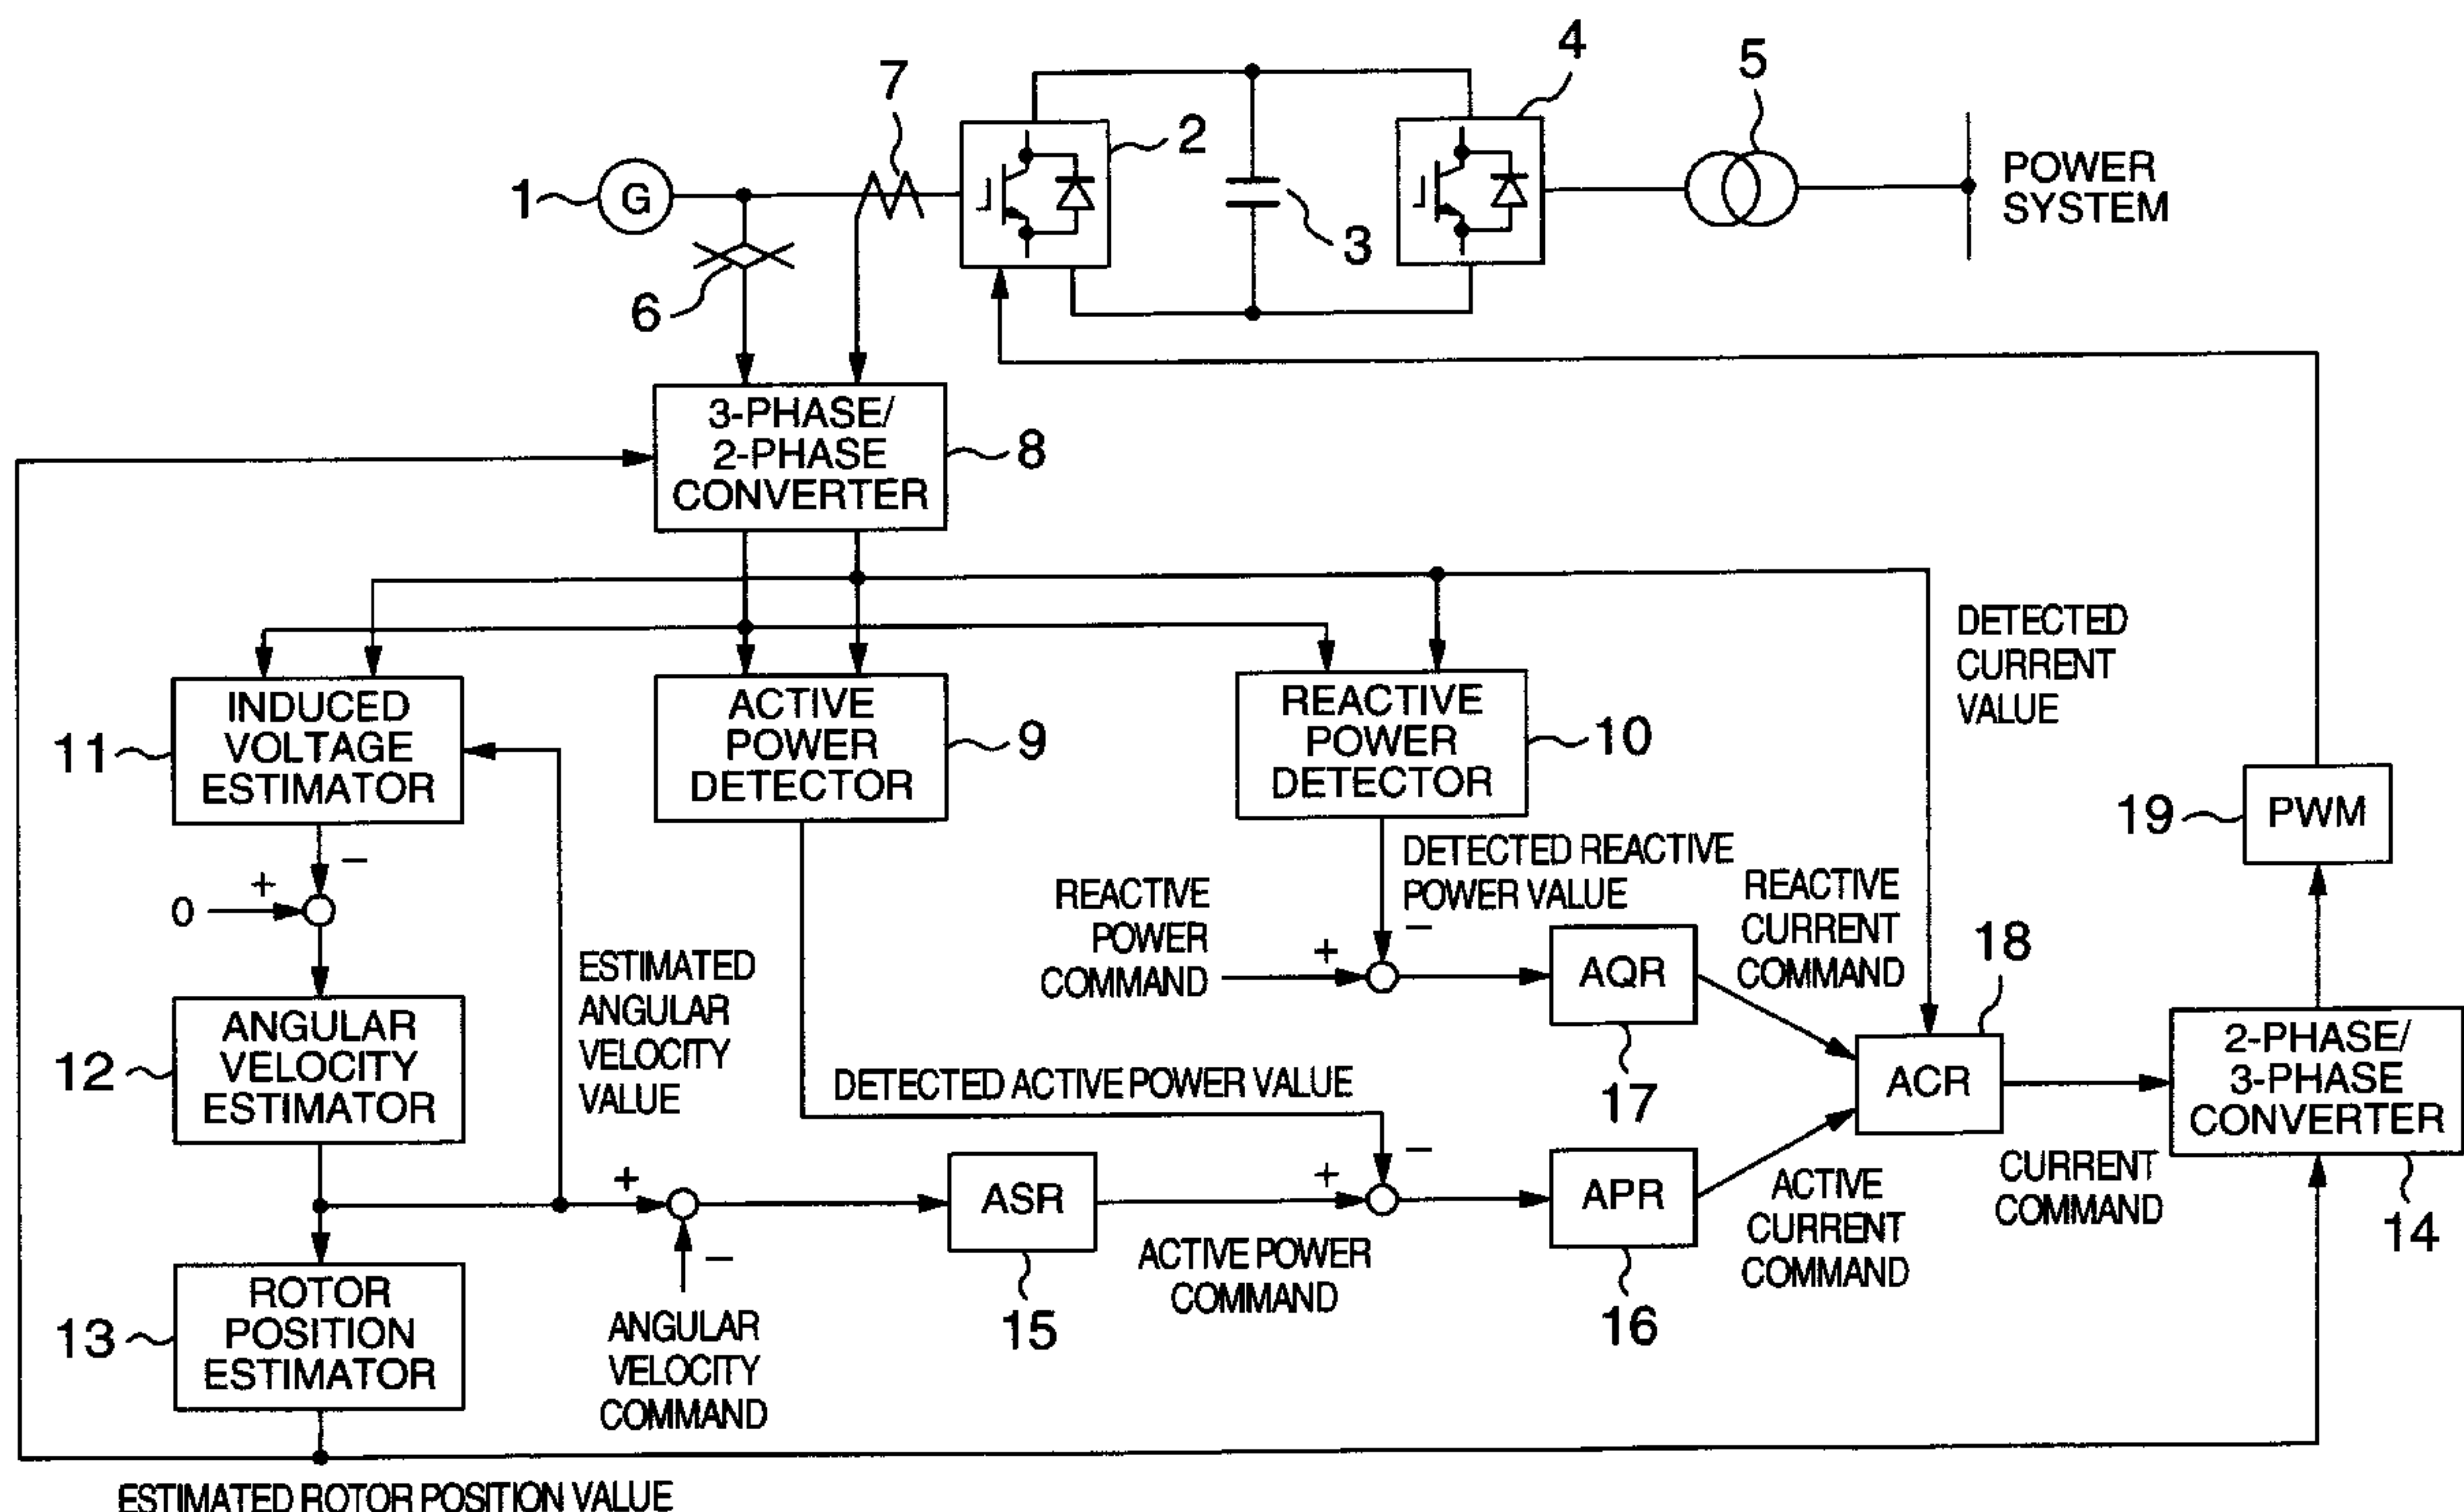 4
5
7
2
1
G
POWER
SYSTEM
3
6
3-PHASE/
2-PHASE
CONVERTER
8
DETECTED
CURRENT
VALUE
INDUCED
VOLTAGE
ESTIMATOR
11
ACTIVE
POWER
DETECTOR
9
REACTIVE
POWER
DETECTOR
10
19
PWM
–
+
0
DETECTED REACTIVE
POWER VALUE
REACTIVE
POWER
COMMAND
+
–
REACTIVE
CURRENT
COMMAND
AQR
17
18
ESTIMATED
ANGULAR
VELOCITY
VALUE
12
ANGULAR
VELOCITY
ESTIMATOR
DETECTED ACTIVE POWER VALUE
ACR
2-PHASE/
3-PHASE
CONVERTER
14
CURRENT
COMMAND
+
–
ANGULAR
VELOCITY
COMMAND
ASR
15
+
–
ACTIVE POWER
COMMAND
APR
16
ACTIVE
CURRENT
COMMAND
13
ROTOR
POSITION
ESTIMATOR
ESTIMATED ROTOR POSITION VALUE